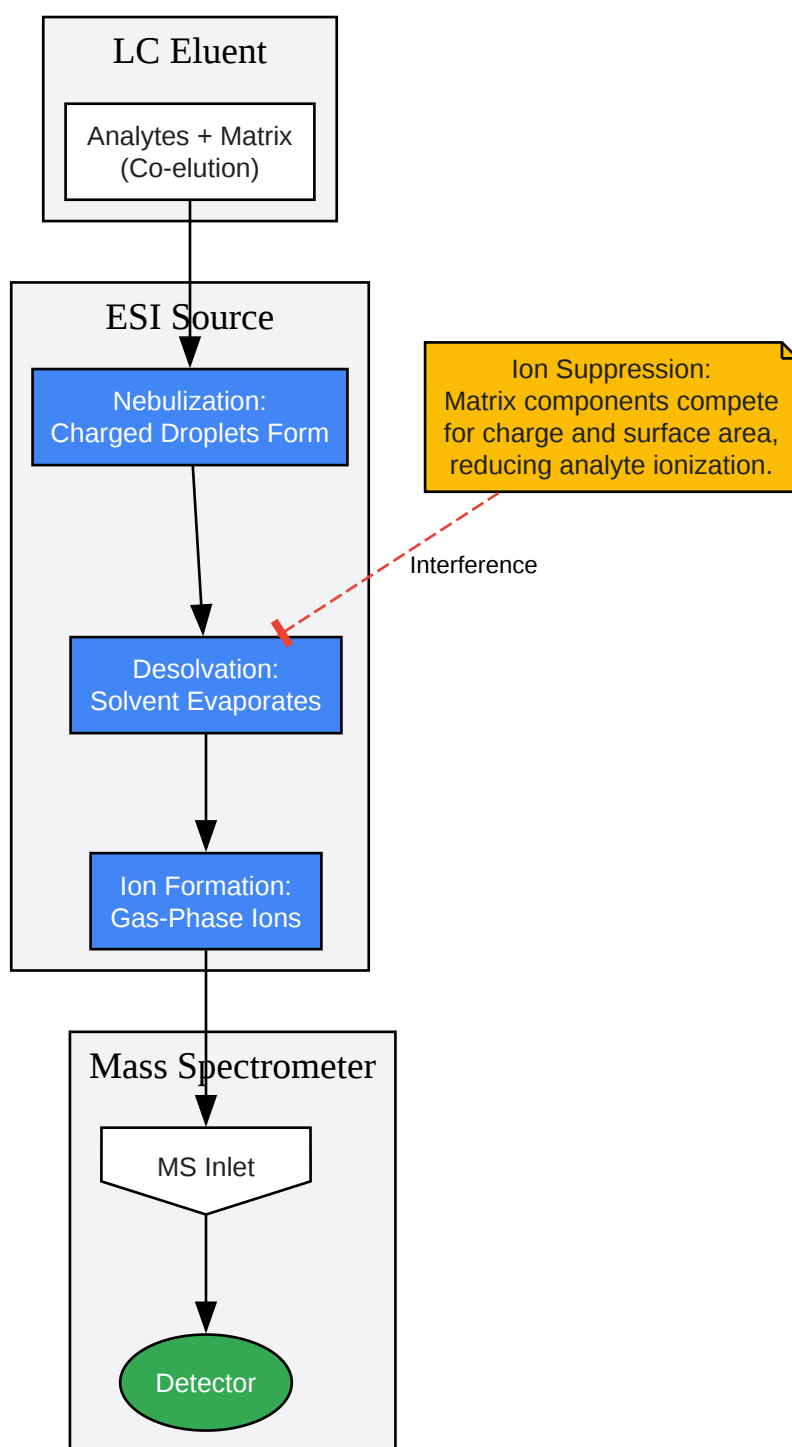 LC Eluent
Analytes + Matrix
(Co-elution)
ESI Source
Nebulization:
Charged Droplets Form
Ion Suppression:
Matrix components compete
for charge and surface area,
reducing analyte ionization.
Interference
Desolvation:
Solvent Evaporates
Ion Formation:
Gas-Phase Ions
Mass Spectrometer
MS Inlet
Detector